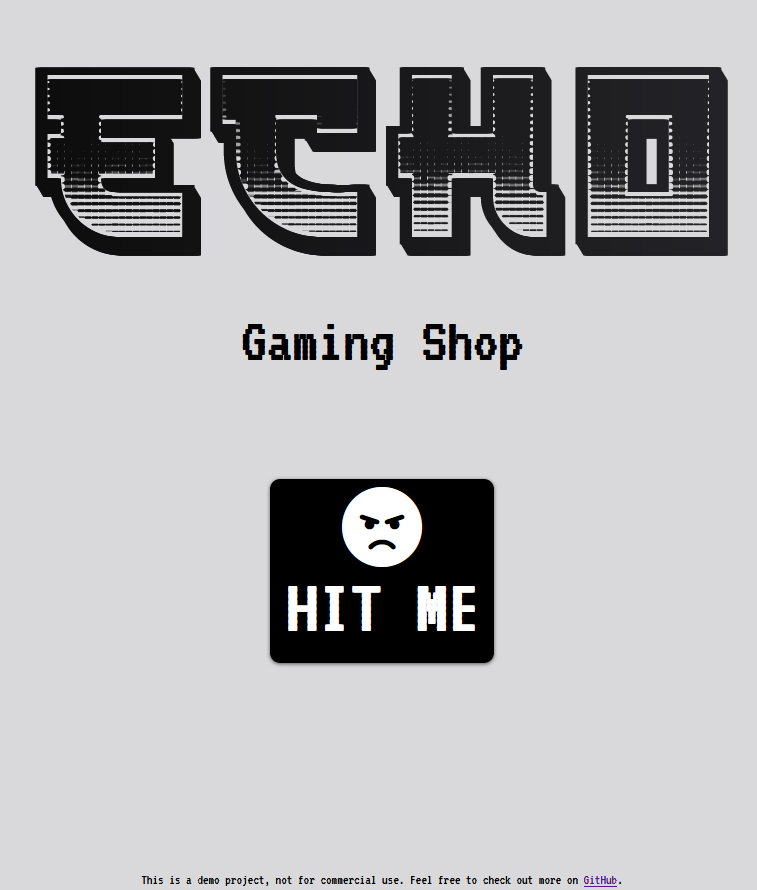 ECHO
Gaming Shop
HIT ME
This is a demo project, not for commercial use. Feel free to check out more on GitHub.